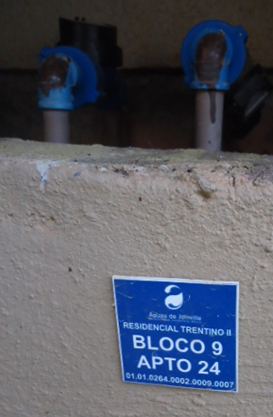 Águas de Joinville
RESIDENCIAL TRENTINO II
BLOCO 9
APTO 24
01.01.0264.0002.0009.0007